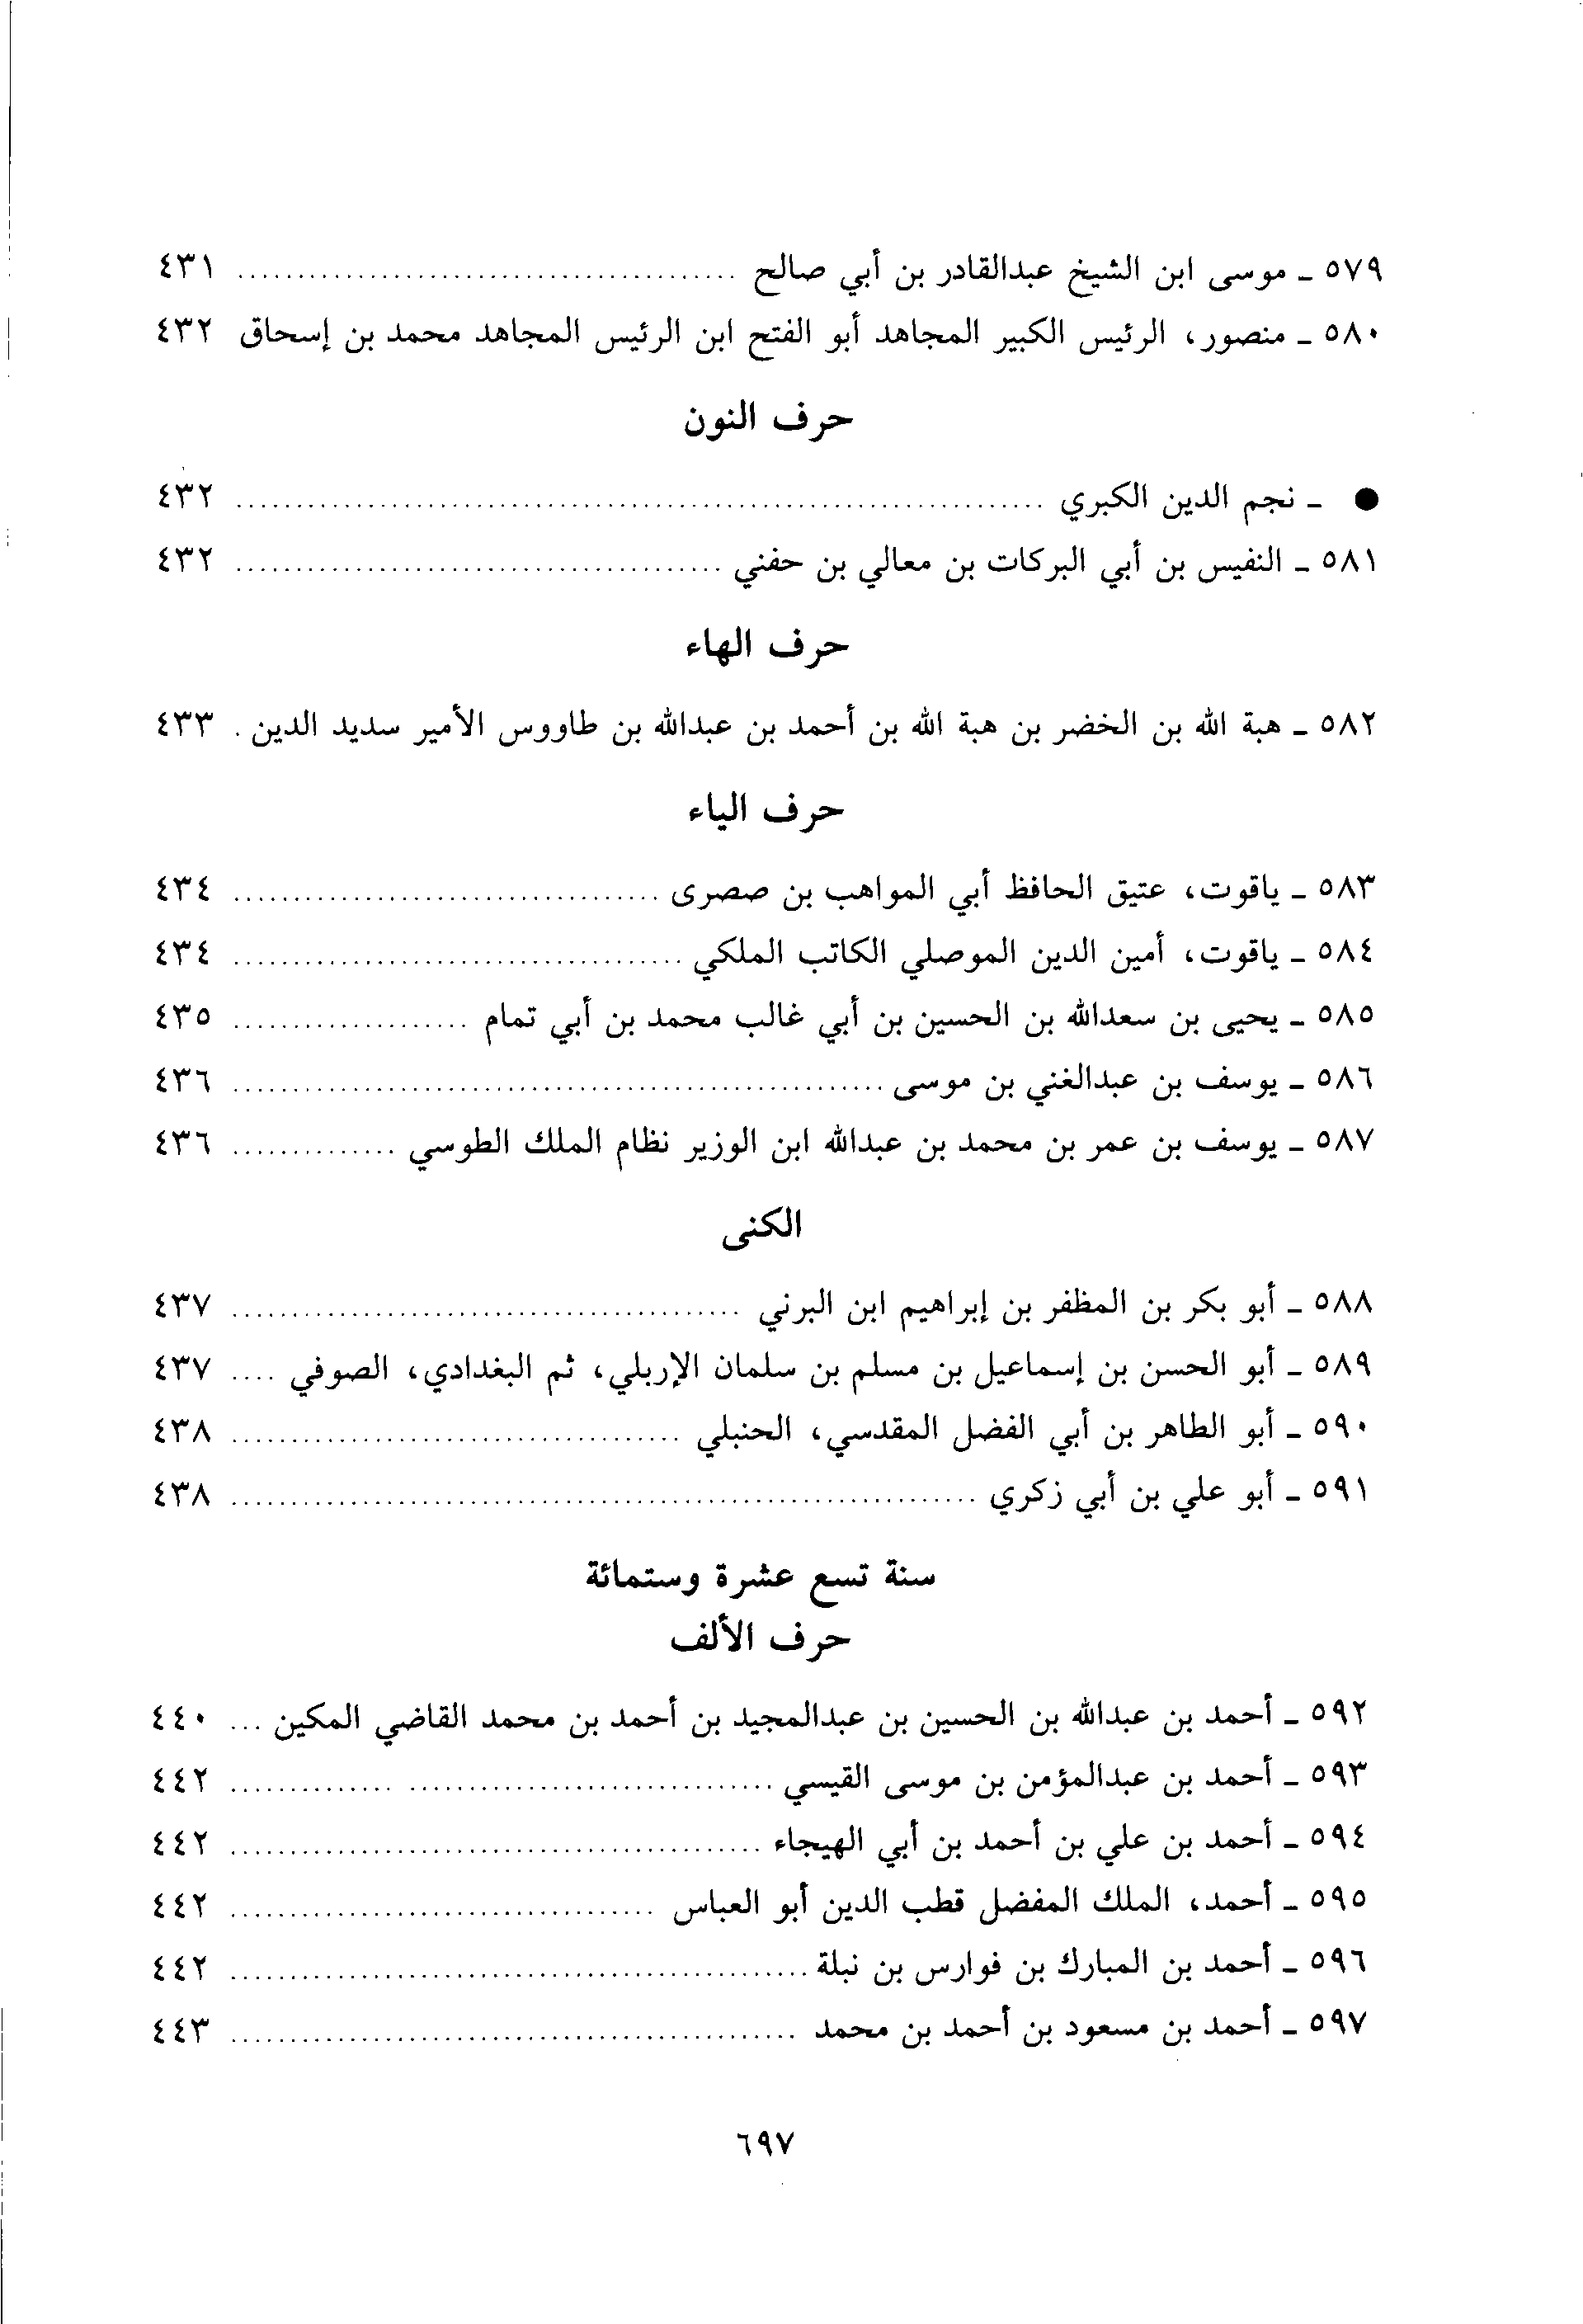 ٥٧٩ ـ موسى ابن الشيخ عبدالقادر بن أبي صالح .......................................... ٤٣١
٥٨٠ ـ منصور، الرئيس الكبير المجاهد أبو الفتح ابن الرئيس المجاهد محمد بن إسحاق ٤٣٢
حرف النون
● ـ نجم الدين الكبري .................................................................... ٤٣٢
٥٨١ ـ النفيس بن أبي البركات بن معالي بن حفني ......................................... ٤٣٢
حرف الهاء
٥٨٢ ـ هبة الله بن الخضر بن هبة الله بن أحمد بن عبدالله بن طاووس الأمير سديد الدين . ٤٣٣
حرف الياء
٥٨٣ ـ ياقوت، عتيق الحافظ أبي المواهب بن صصرى .................................... ٤٣٤
٥٨٤ ـ ياقوت، أمين الدين الموصلي الكاتب الملكي ...................................... ٤٣٤
٥٨٥ ـ يحيى بن سعدالله بن الحسين بن أبي غالب محمد بن أبي تمام .................... ٤٣٥
٥٨٦ ـ يوسف بن عبدالغني بن موسى ....................................................... ٤٣٦
٥٨٧ ـ يوسف بن عمر بن محمد بن عبدالله ابن الوزير نظام الملك الطوسي .............. ٤٣٦
الكنى
٥٨٨ ـ أبو بكر بن المظفر بن إبراهيم ابن البرني ........................................... ٤٣٧
٥٨٩ ـ أبو الحسن بن إسماعيل بن مسلم بن سلمان الإربلي، ثم البغدادي، الصوفي .... ٤٣٧
٥٩٠ ـ أبو الطاهر بن أبي الفضل المقدسي، الحنبلي ...................................... ٤٣٨
٥٩١ ـ أبو علي بن أبي زكري ............................................................... ٤٣٨
سنة تسع عشرة وستمائة
حرف الألف
٥٩٢ ـ أحمد بن عبدالله بن الحسين بن عبدالمجيد بن أحمد بن محمد القاضي المكين ... ٤٤٠
٥٩٣ ـ أحمد بن عبدالمؤمن بن موسى القيسي ............................................. ٤٤٢
٥٩٤ ـ أحمد بن علي بن أحمد بن أبي الهيجاء ............................................. ٤٤٢
٥٩٥ ـ أحمد، الملك المفضل قطب الدين أبو العباس .................................... ٤٤٢
٥٩٦ ـ أحمد بن المبارك بن فوارس بن نبلة ................................................. ٤٤٢
٥٩٧ ـ أحمد بن مسعود بن أحمد بن محمد ................................................ ٤٤٣
٦٩٧